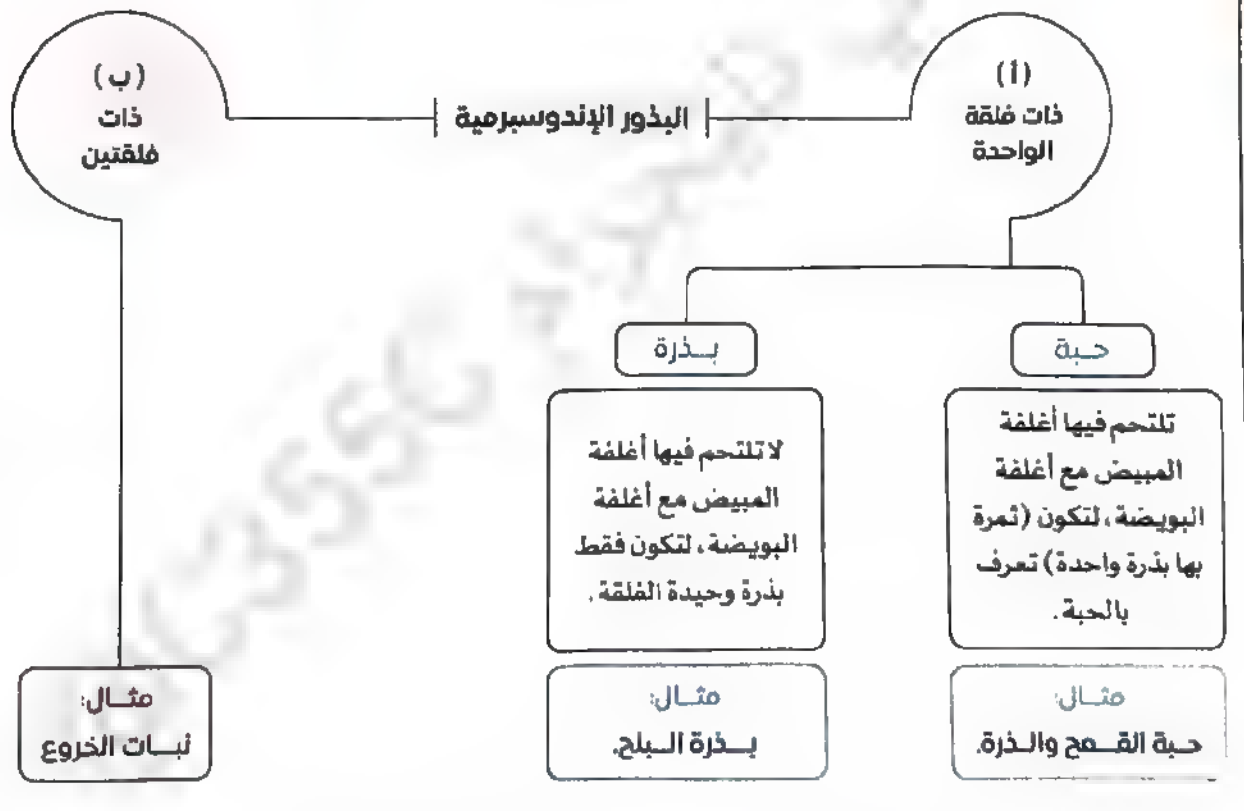 البذور الإندوسبرمية
(أ)
ذات فلقة
الواحدة
حبة
تلتحم فيها أغلفة
المبيض مع أغلفة
البويضة، لتكون (ثمرة
بها بذرة واحدة) تعرف
بالحبة.
مثال:
حبة القمح والذرة.
بذرة
لا تلتحم فيها أغلفة
المبيض مع أغلفة
البويضة، لتكون فقط
بذرة وحيدة الفلقة.
مثال:
بذرة البلح.
(ب)
ذات
فلقتين
مثال:
نبات الخروع